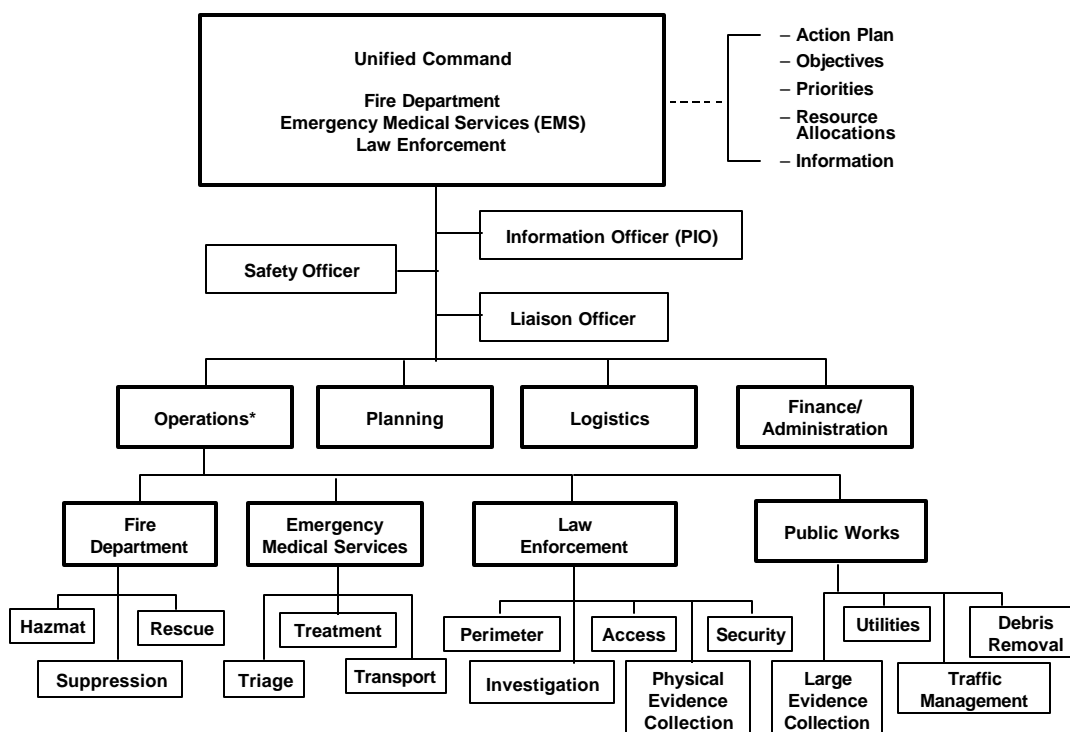 Unified Command
Fire Department
Emergency Medical Services (EMS)
Law Enforcement
– Action Plan
– Objectives
– Priorities
– Resource
Allocations
– Information
Information Officer (PIO)
Safety Officer
Liaison Officer
Operations*
Planning
Logistics
Finance/
Administration
Fire
Department
Emergency
Medical Services
Law
Enforcement
Public Works
Hazmat
Rescue
Suppression
Treatment
Triage
Transport
Perimeter
Access
Security
Investigation
Physical
Evidence
Collection
Utilities
Debris
Removal
Large
Evidence
Collection
Traffic
Management